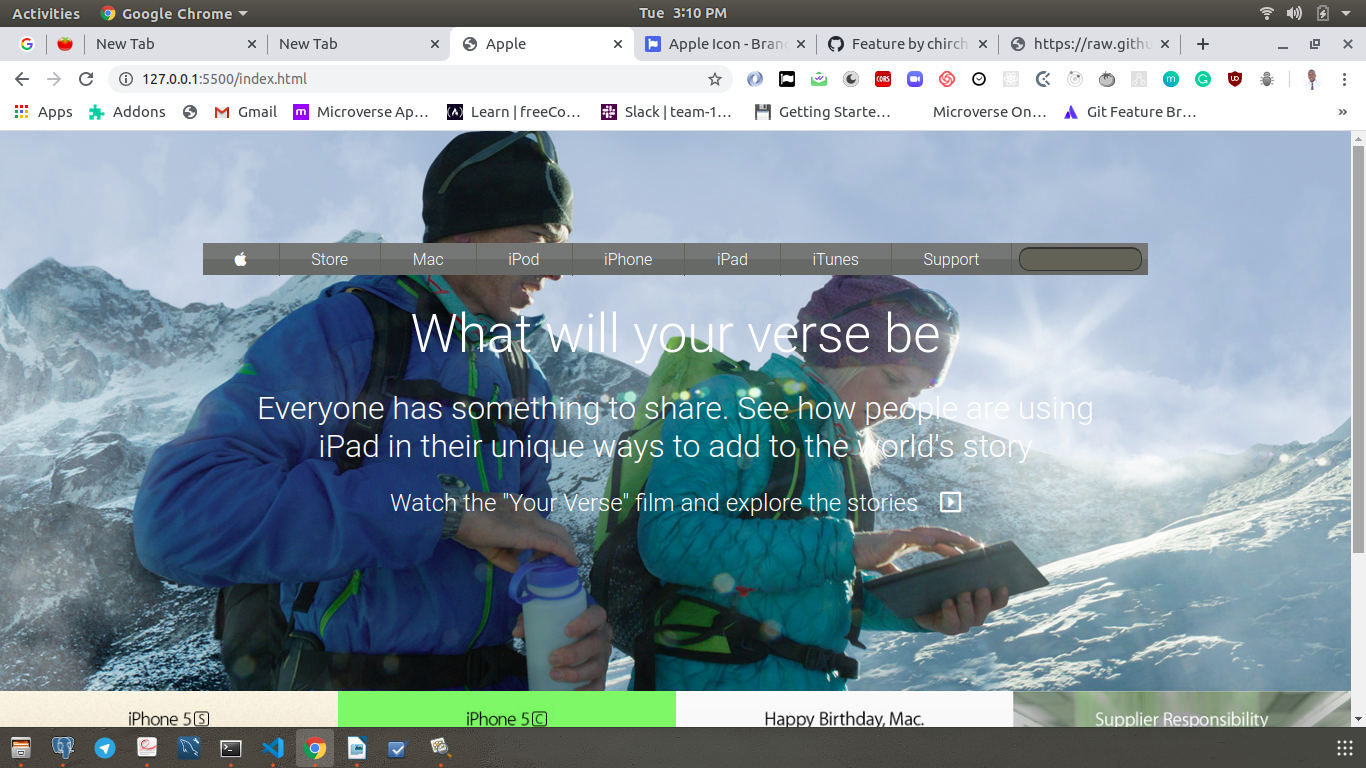 Activities Google Chrome Tue 3:10 PM
New Tab New Tab Apple Apple Icon - Bran Feature by chirch https://raw.githu
127.0.0.1:5500/index.html
Apps Addons Gmail Microverse Ap... Learn | freeCo... Slack | team-1... Getting Starte... Microverse On... Git Feature Br...
Store Mac iPod iPhone iPad iTunes Support
What will your verse be
Everyone has something to share. See how people are using
iPad in their unique ways to add to the world's story
Watch the "Your Verse" film and explore the stories
iPhone 5S iPhone 5C Happy Birthday, Mac. Supplier Responsibility